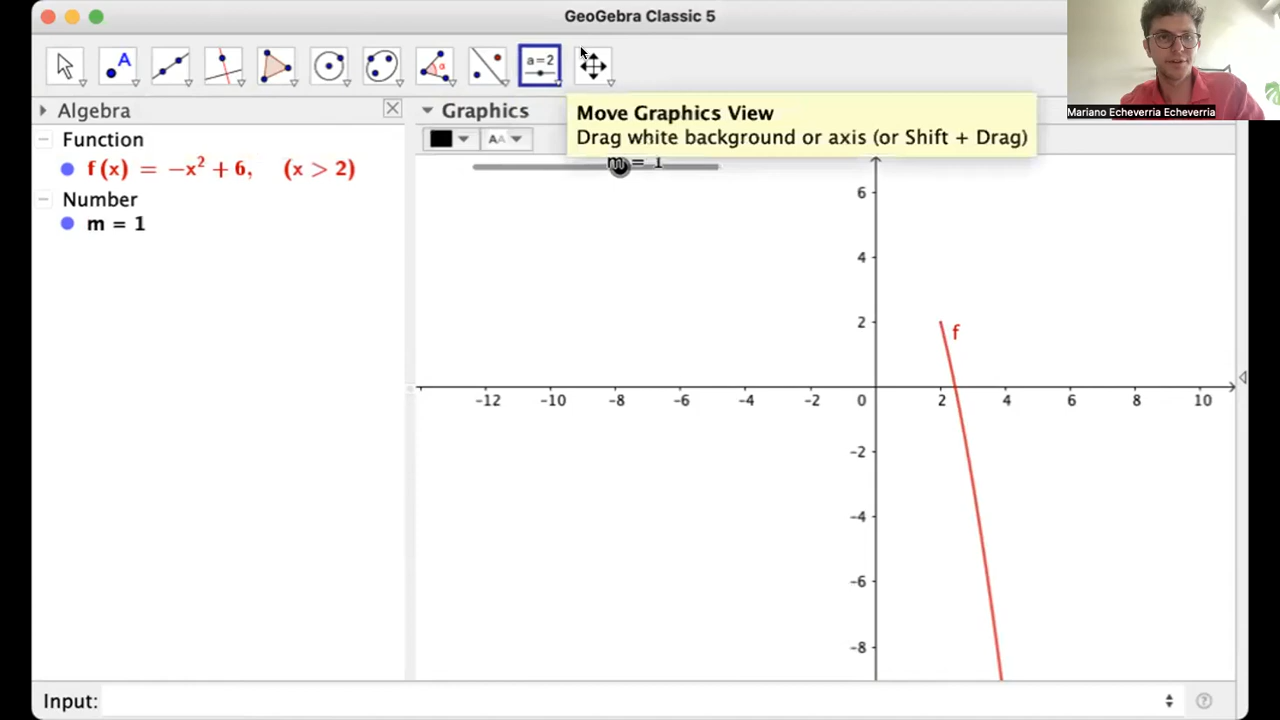 GeoGebra Classic 5
A
α
a=2
Algebra
Graphics
Move Graphics View
Drag white background or axis (or Shift + Drag)
Mariano Echeverria Echeverria
Function
f(x) = −x² + 6, (x > 2)
Number
m = 1
AA
m = 1
6
4
2
f
-12 -10 -8 -6 -4 -2 0 2 4 6 8 10
-2
-4
-6
-8
Input:
?